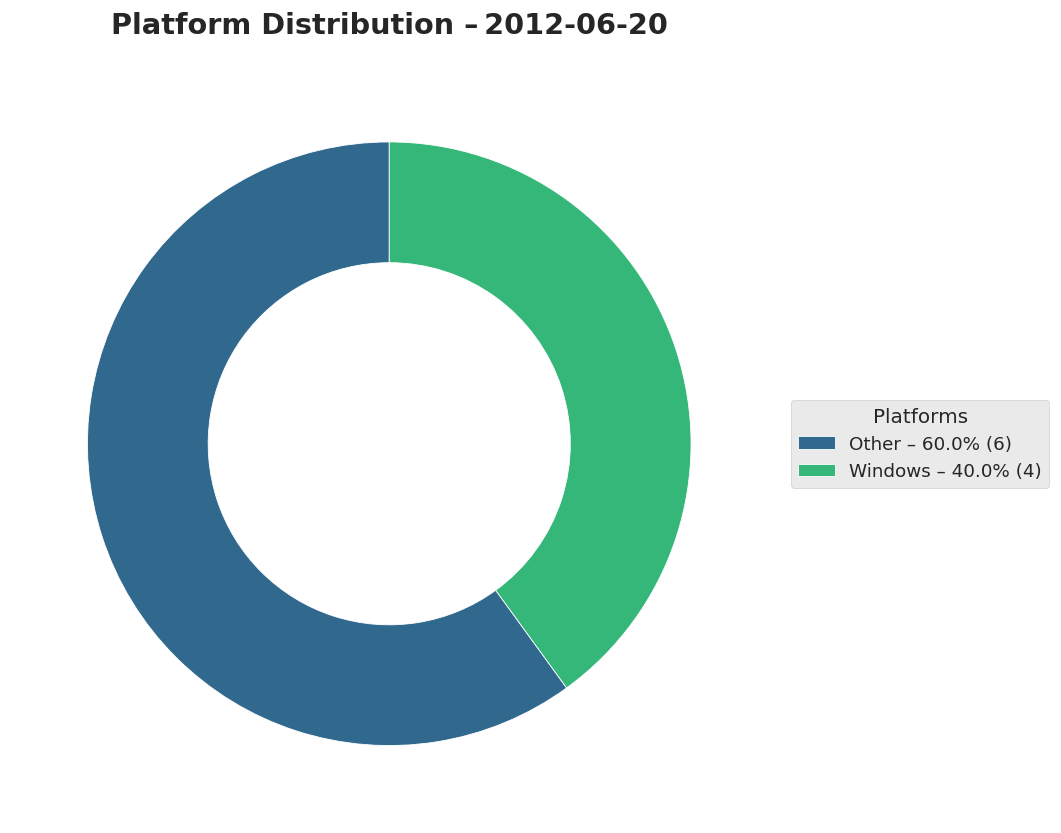 Platform Distribution – 2012-06-20
Platforms
Other – 60.0% (6)
Windows – 40.0% (4)